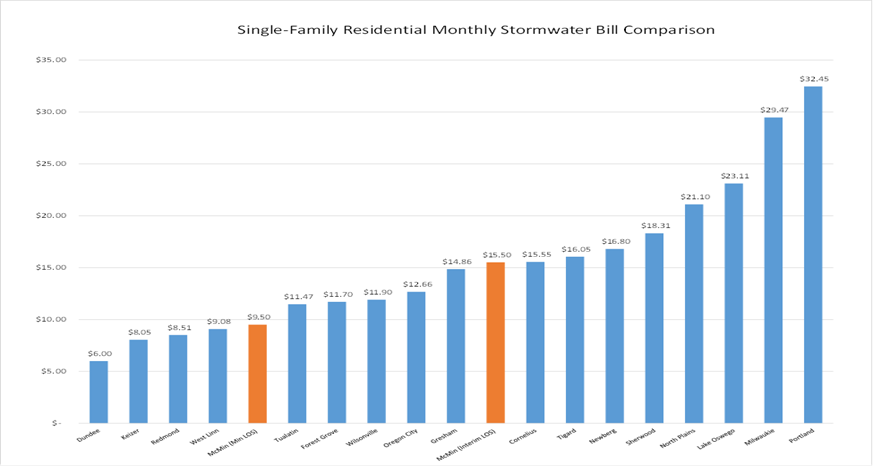 Single-Family Residential Monthly Stormwater Bill Comparison
$35.00
$30.00
$25.00
$20.00
$15.00
$10.00
$5.00
$-
$6.00
$8.05
$8.51
$9.08
$9.50
$11.47
$11.70
$11.90
$12.66
$14.86
$15.50
$15.55
$16.05
$16.80
$18.31
$21.10
$23.11
$29.47
$32.45
Dundee
Keizer
Redmond
West Linn
McMin (Min LOS)
Tualatin
Forest Grove
Wilsonville
Oregon City
Gresham
McMin (Interim LOS)
Cornelius
Tigard
Newberg
Sherwood
North Plains
Lake Oswego
Milwaukie
Portland